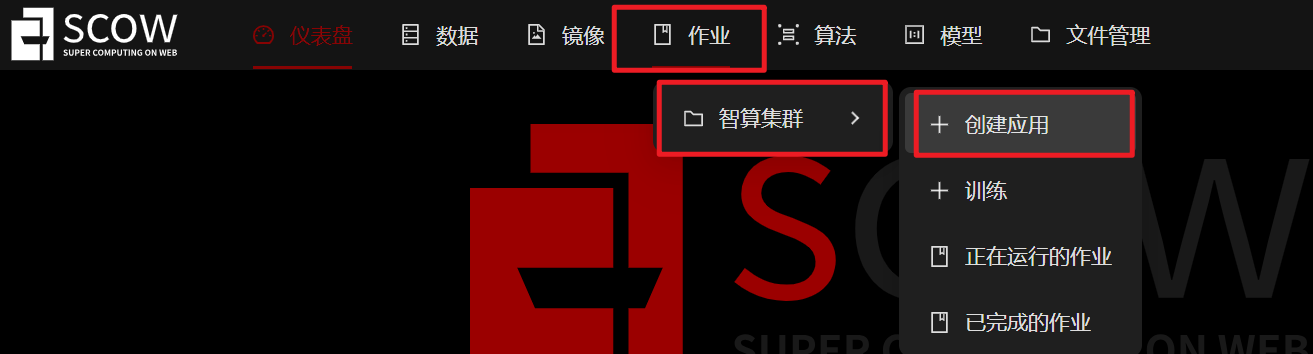 SCOW
SUPER COMPUTING ON WEB
仪表盘 数据 镜像 作业 算法 模型 文件管理
智算集群
创建应用
训练
正在运行的作业
已完成的作业
SCOW
SUPER C
ON WEB